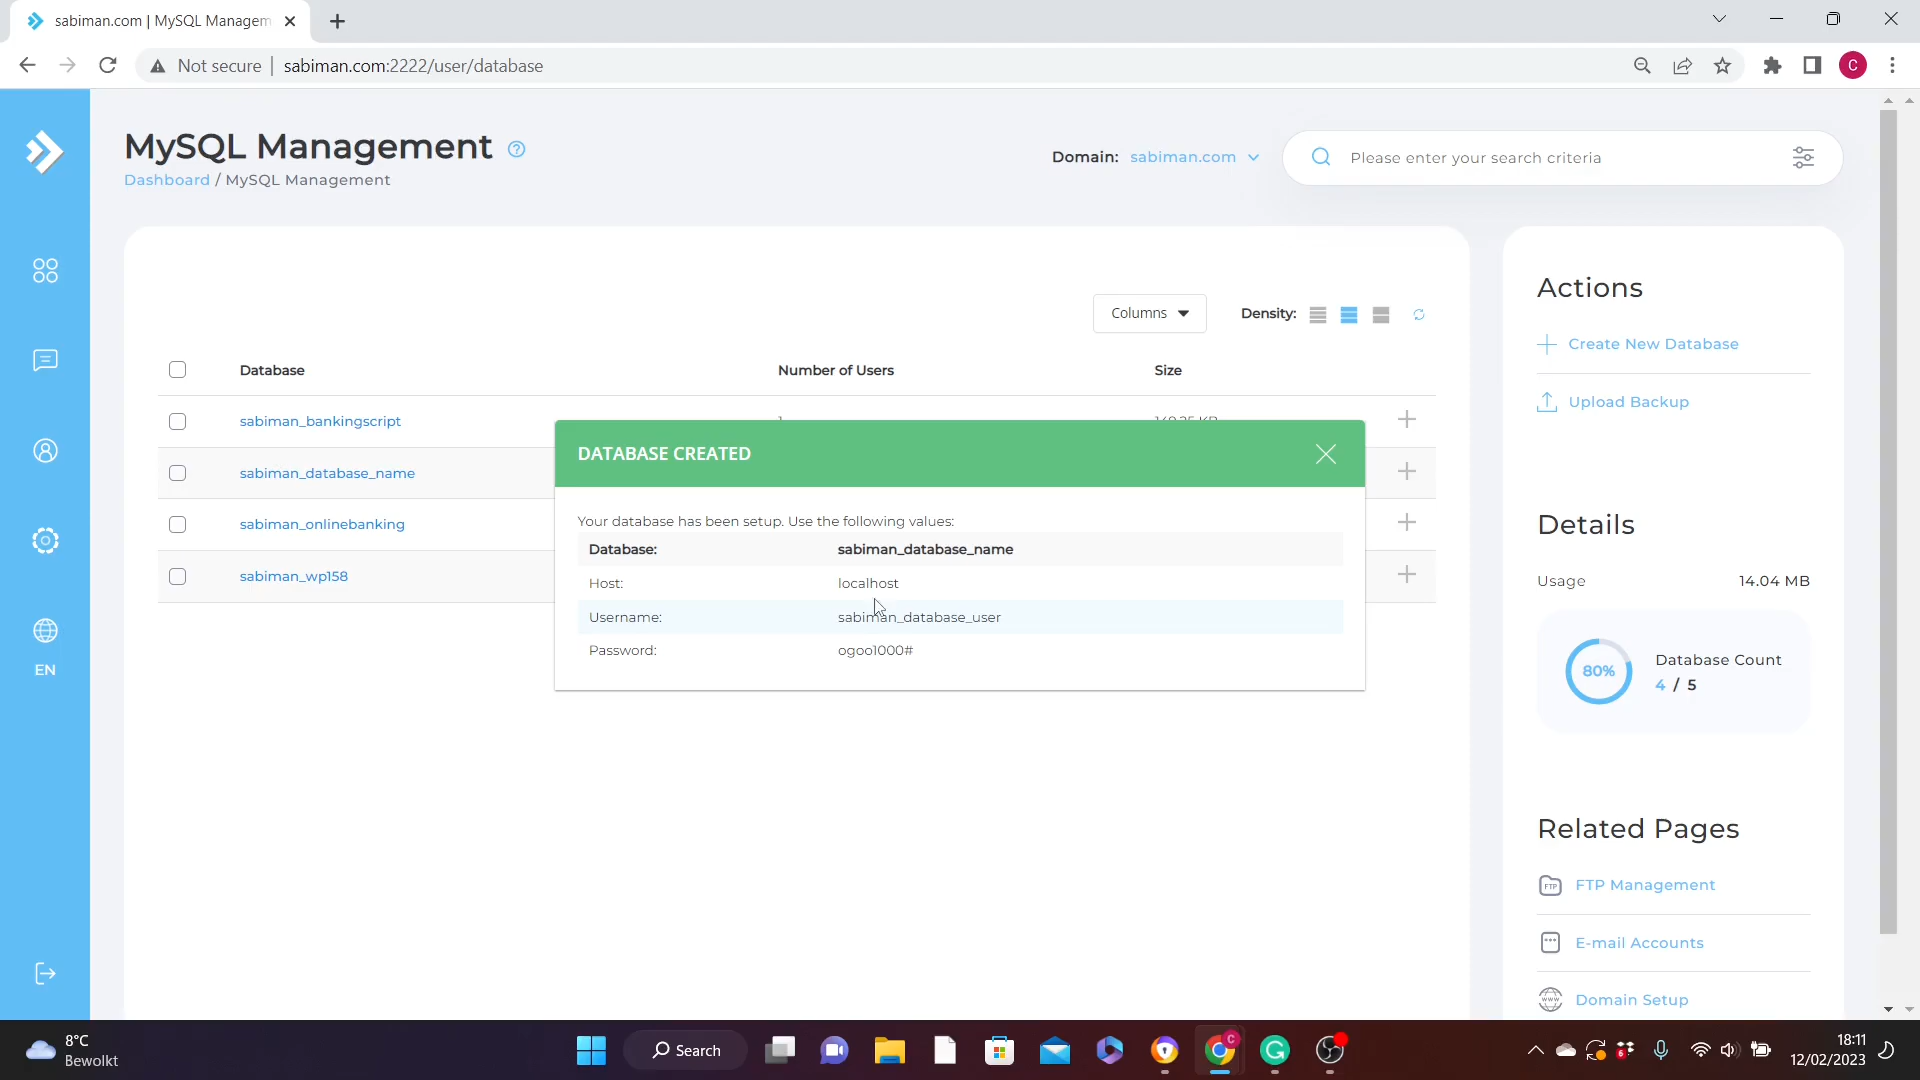 sabiman.com | MySQL Managem
Not secure | sabiman.com:2222/user/database
C
MySQL Management
Dashboard / MySQL Management
Domain: sabiman.com
Please enter your search criteria
Columns
Density:
Database Number of Users Size
sabiman_bankingscript
sabiman_database_name
sabiman_onlinebanking
sabiman_wp158
DATABASE CREATED
Your database has been setup. Use the following values:
Database: sabiman_database_name
Host: localhost
Username: sabiman_database_user
Password: ogoo1000#
Actions
Create New Database
Upload Backup
Details
Usage 14.04 MB
80%
Database Count
4 / 5
Related Pages
FTP
FTP Management
E-mail Accounts
www
Domain Setup
EN
8°C
Bewolkt
Search
C
18:11
12/02/2023